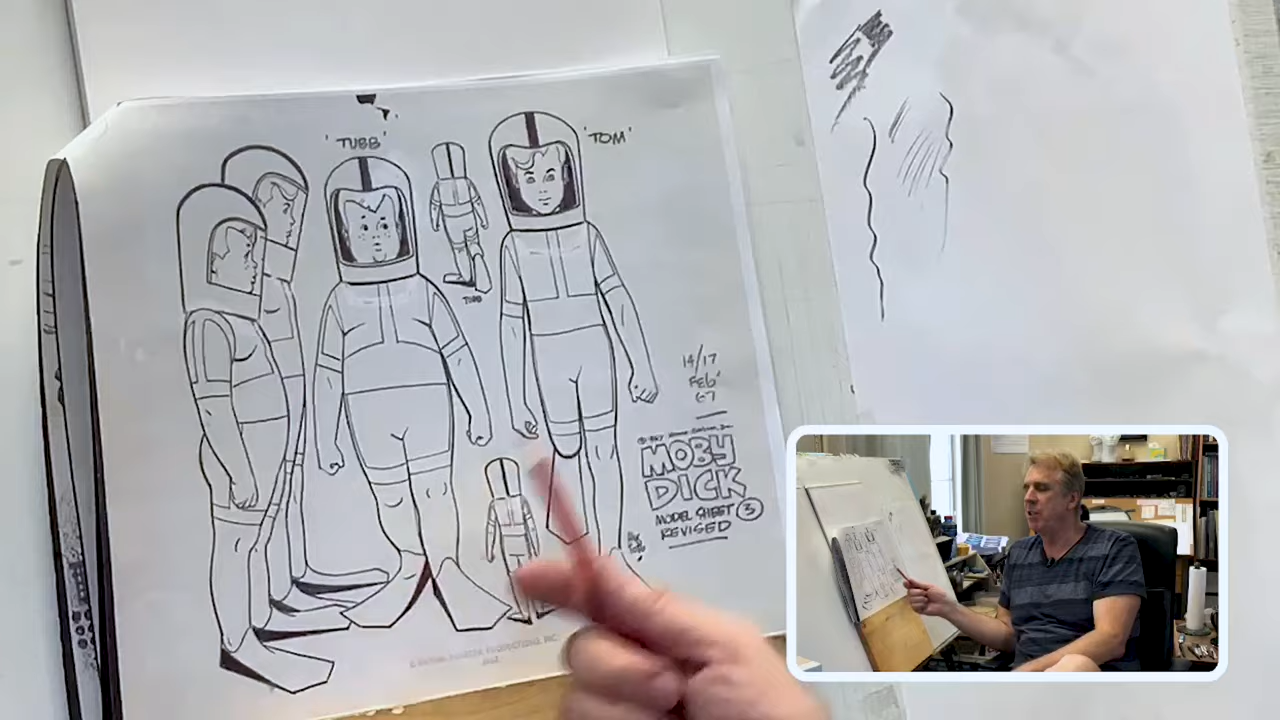 'TUBB'
'TOM'
TUBB
14/17
FEB'
67
MOBY
DICK
MODEL SHEET 3
REVISED